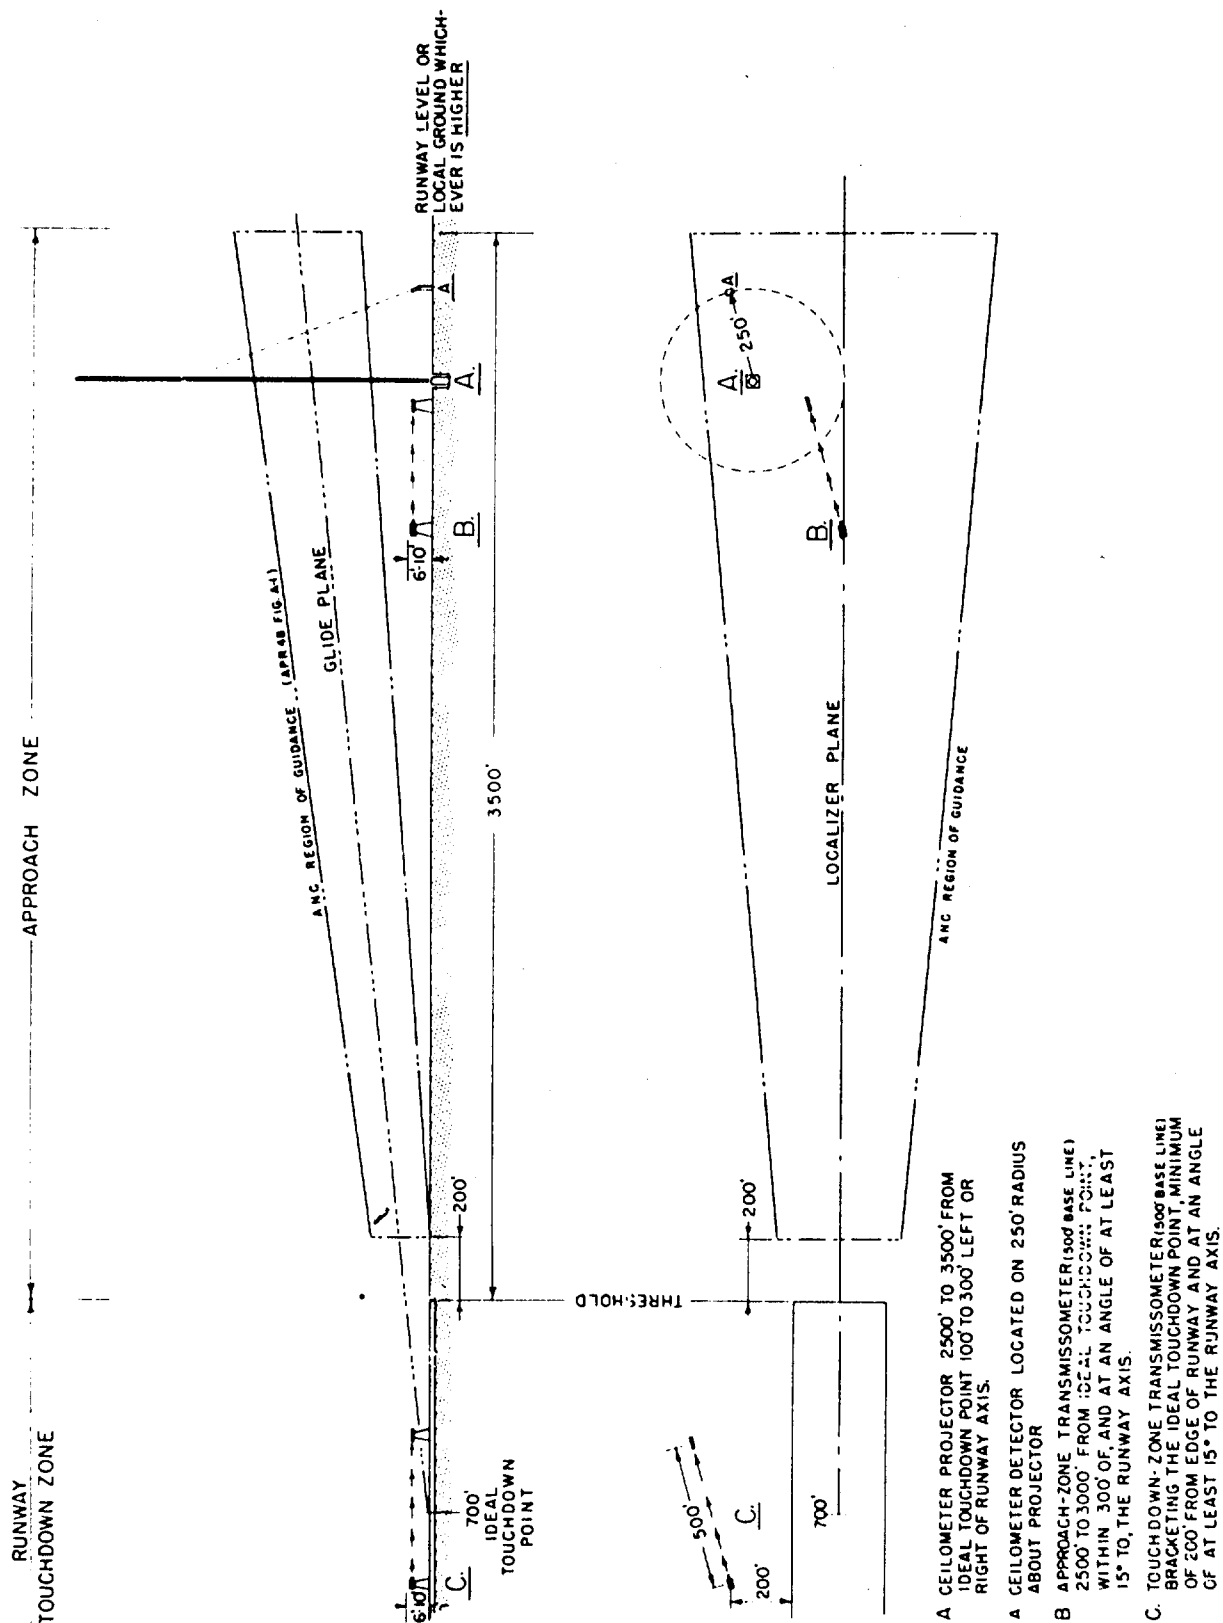 RUNWAY
TOUCHDOWN ZONE
APPROACH ZONE
RUNWAY LEVEL OR
LOCAL GROUND WHICH-
EVER IS HIGHER
ANC REGION OF GUIDANCE (APR 48 FIG. A-1)
GLIDE PLANE
6-10'
C.
700'
IDEAL
TOUCHDOWN
POINT
200'
3500'
6-10'
B.
A.
A
THRESHOLD
500'
C.
200'
700'
200'
LOCALIZER PLANE
ANC REGION OF GUIDANCE
B.
A.
250'
A
A CEILOMETER PROJECTOR 2500' TO 3500' FROM
IDEAL TOUCHDOWN POINT 100' TO 300' LEFT OR
RIGHT OF RUNWAY AXIS.
A CEILOMETER DETECTOR LOCATED ON 250' RADIUS
ABOUT PROJECTOR
B APPROACH-ZONE TRANSMISSOMETER (500' BASE LINE)
2500' TO 3000' FROM IDEAL TOUCHDOWN POINT,
WITHIN 300' OF, AND AT AN ANGLE OF AT LEAST
15° TO, THE RUNWAY AXIS.
C. TOUCHDOWN-ZONE TRANSMISSOMETER (500' BASE LINE)
BRACKETING THE IDEAL TOUCHDOWN POINT, MINIMUM
OF 200' FROM EDGE OF RUNWAY AND AT AN ANGLE
OF AT LEAST 15° TO THE RUNWAY AXIS.